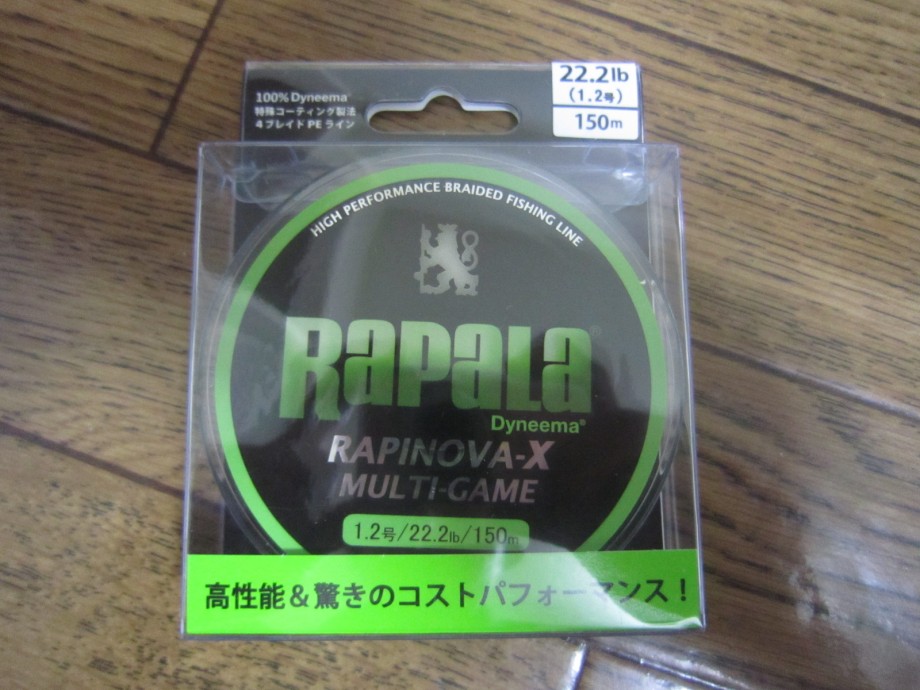 100%Dyneema®
特殊コーティング製法
4ブレイドPEライン
22.2lb
(1.2号)
150m
HIGH PERFORMANCE BRAIDED FISHING LINE
RAPALA®
Dyneema®
RAPINOVA-X
MULTI-GAME
1.2号/22.2lb/150m
高性能&驚きのコストパフォーマンス!